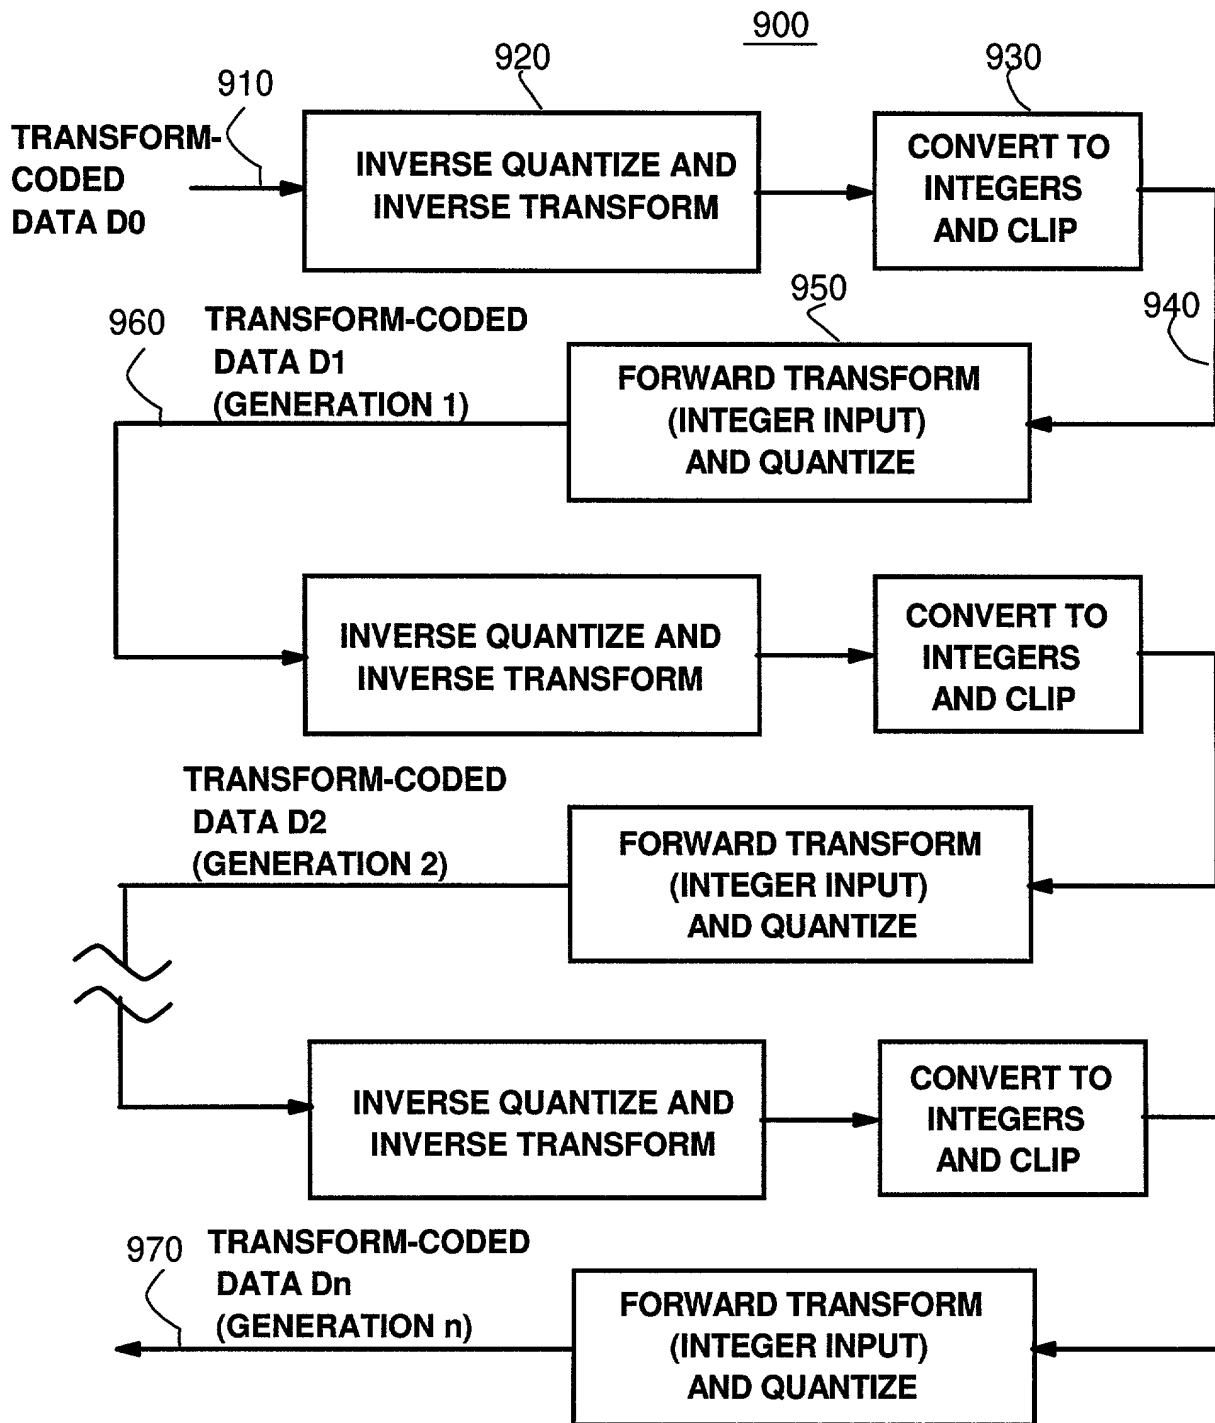 900
910
920
930
TRANSFORM-
CODED
DATA D0
INVERSE QUANTIZE AND
INVERSE TRANSFORM
CONVERT TO
INTEGERS
AND CLIP
940
950
960
TRANSFORM-CODED
DATA D1
(GENERATION 1)
FORWARD TRANSFORM
(INTEGER INPUT)
AND QUANTIZE
INVERSE QUANTIZE AND
INVERSE TRANSFORM
CONVERT TO
INTEGERS
AND CLIP
TRANSFORM-CODED
DATA D2
(GENERATION 2)
FORWARD TRANSFORM
(INTEGER INPUT)
AND QUANTIZE
INVERSE QUANTIZE AND
INVERSE TRANSFORM
CONVERT TO
INTEGERS
AND CLIP
970
TRANSFORM-CODED
DATA Dn
(GENERATION n)
FORWARD TRANSFORM
(INTEGER INPUT)
AND QUANTIZE